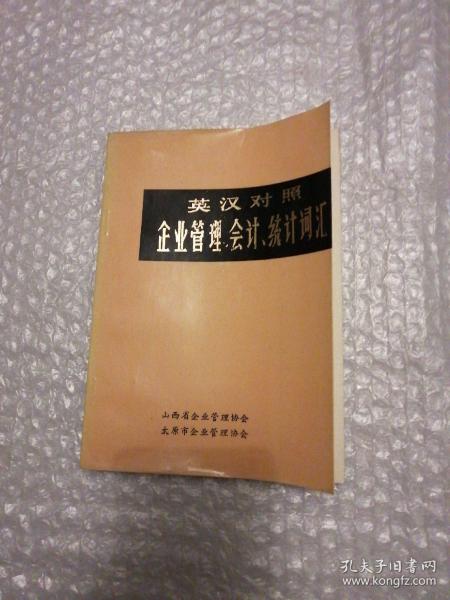 英汉对照
企业管理、会计、统计词汇
山西省企业管理协会
太原市企业管理协会
孔夫子旧书网
www.kongfz.com